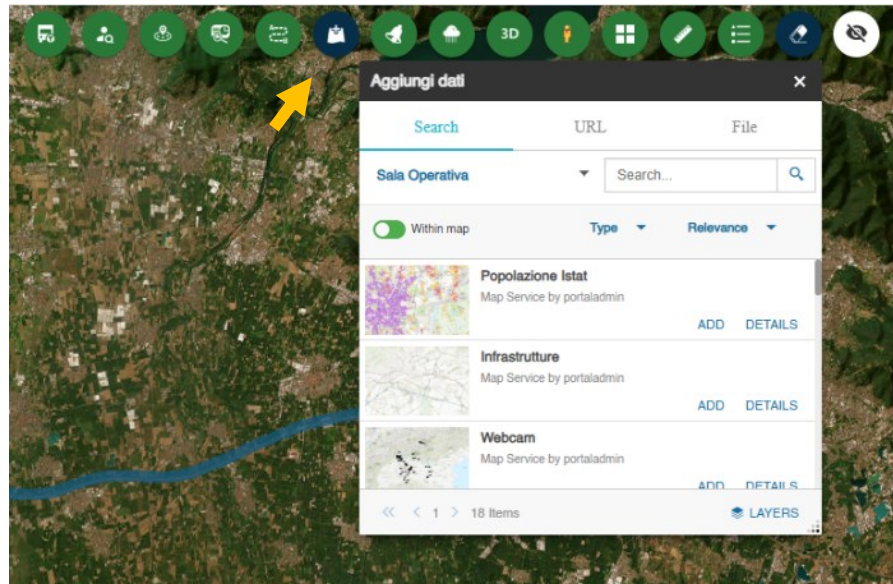 3D
Aggiungi dati
Search URL File
Sala Operativa Search...
Within map Type Relevance
Popolazione Istat
Map Service by portaladmin
ADD DETAILS
Infrastrutture
Map Service by portaladmin
ADD DETAILS
Webcam
Map Service by portaladmin
ADD DETAILS
1 18 Items LAYERS